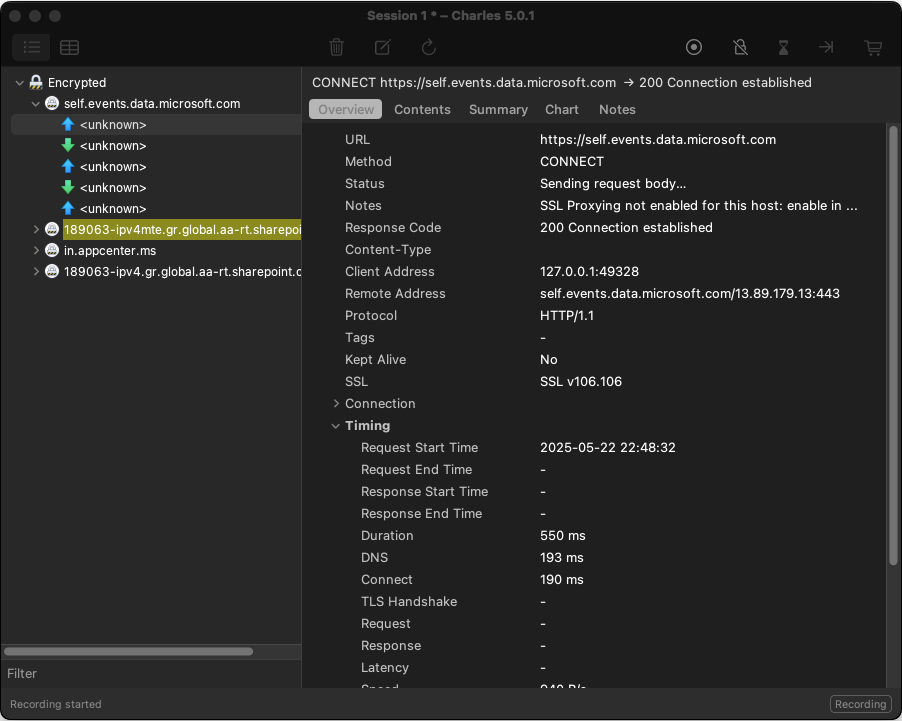 Session 1 * – Charles 5.0.1
Encrypted
self.events.data.microsoft.com
<unknown>
<unknown>
<unknown>
<unknown>
<unknown>
189063-ipv4mte.gr.global.aa-rt.sharepoi
in.appcenter.ms
189063-ipv4.gr.global.aa-rt.sharepoint.c
Filter
CONNECT https://self.events.data.microsoft.com → 200 Connection established
Overview Contents Summary Chart Notes
URL https://self.events.data.microsoft.com
Method CONNECT
Status Sending request body…
Notes SSL Proxying not enabled for this host: enable in ...
Response Code 200 Connection established
Content-Type
Client Address 127.0.0.1:49328
Remote Address self.events.data.microsoft.com/13.89.179.13:443
Protocol HTTP/1.1
Tags -
Kept Alive No
SSL SSL v106.106
Connection
Timing
Request Start Time 2025-05-22 22:48:32
Request End Time -
Response Start Time -
Response End Time -
Duration 550 ms
DNS 193 ms
Connect 190 ms
TLS Handshake -
Request -
Response -
Latency -
Recording started
Recording